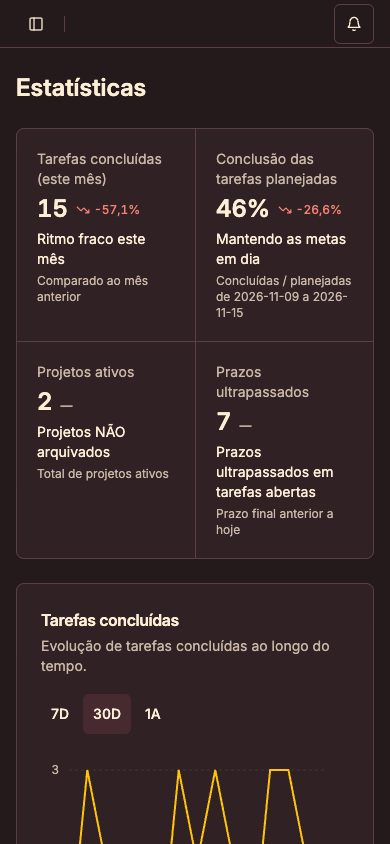 Estatísticas
Tarefas concluídas
(este mês)
15 -57,1%
Ritmo fraco este
mês
Comparado ao mês
anterior
Conclusão das
tarefas planejadas
46% -26,6%
Mantendo as metas
em dia
Concluídas / planejadas
de 2026-11-09 a 2026-
11-15
Projetos ativos
2 —
Projetos NÃO
arquivados
Total de projetos ativos
Prazos
ultrapassados
7 —
Prazos
ultrapassados em
tarefas abertas
Prazo final anterior a
hoje
Tarefas concluídas
Evolução de tarefas concluídas ao longo do
tempo.
7D 30D 1A
3